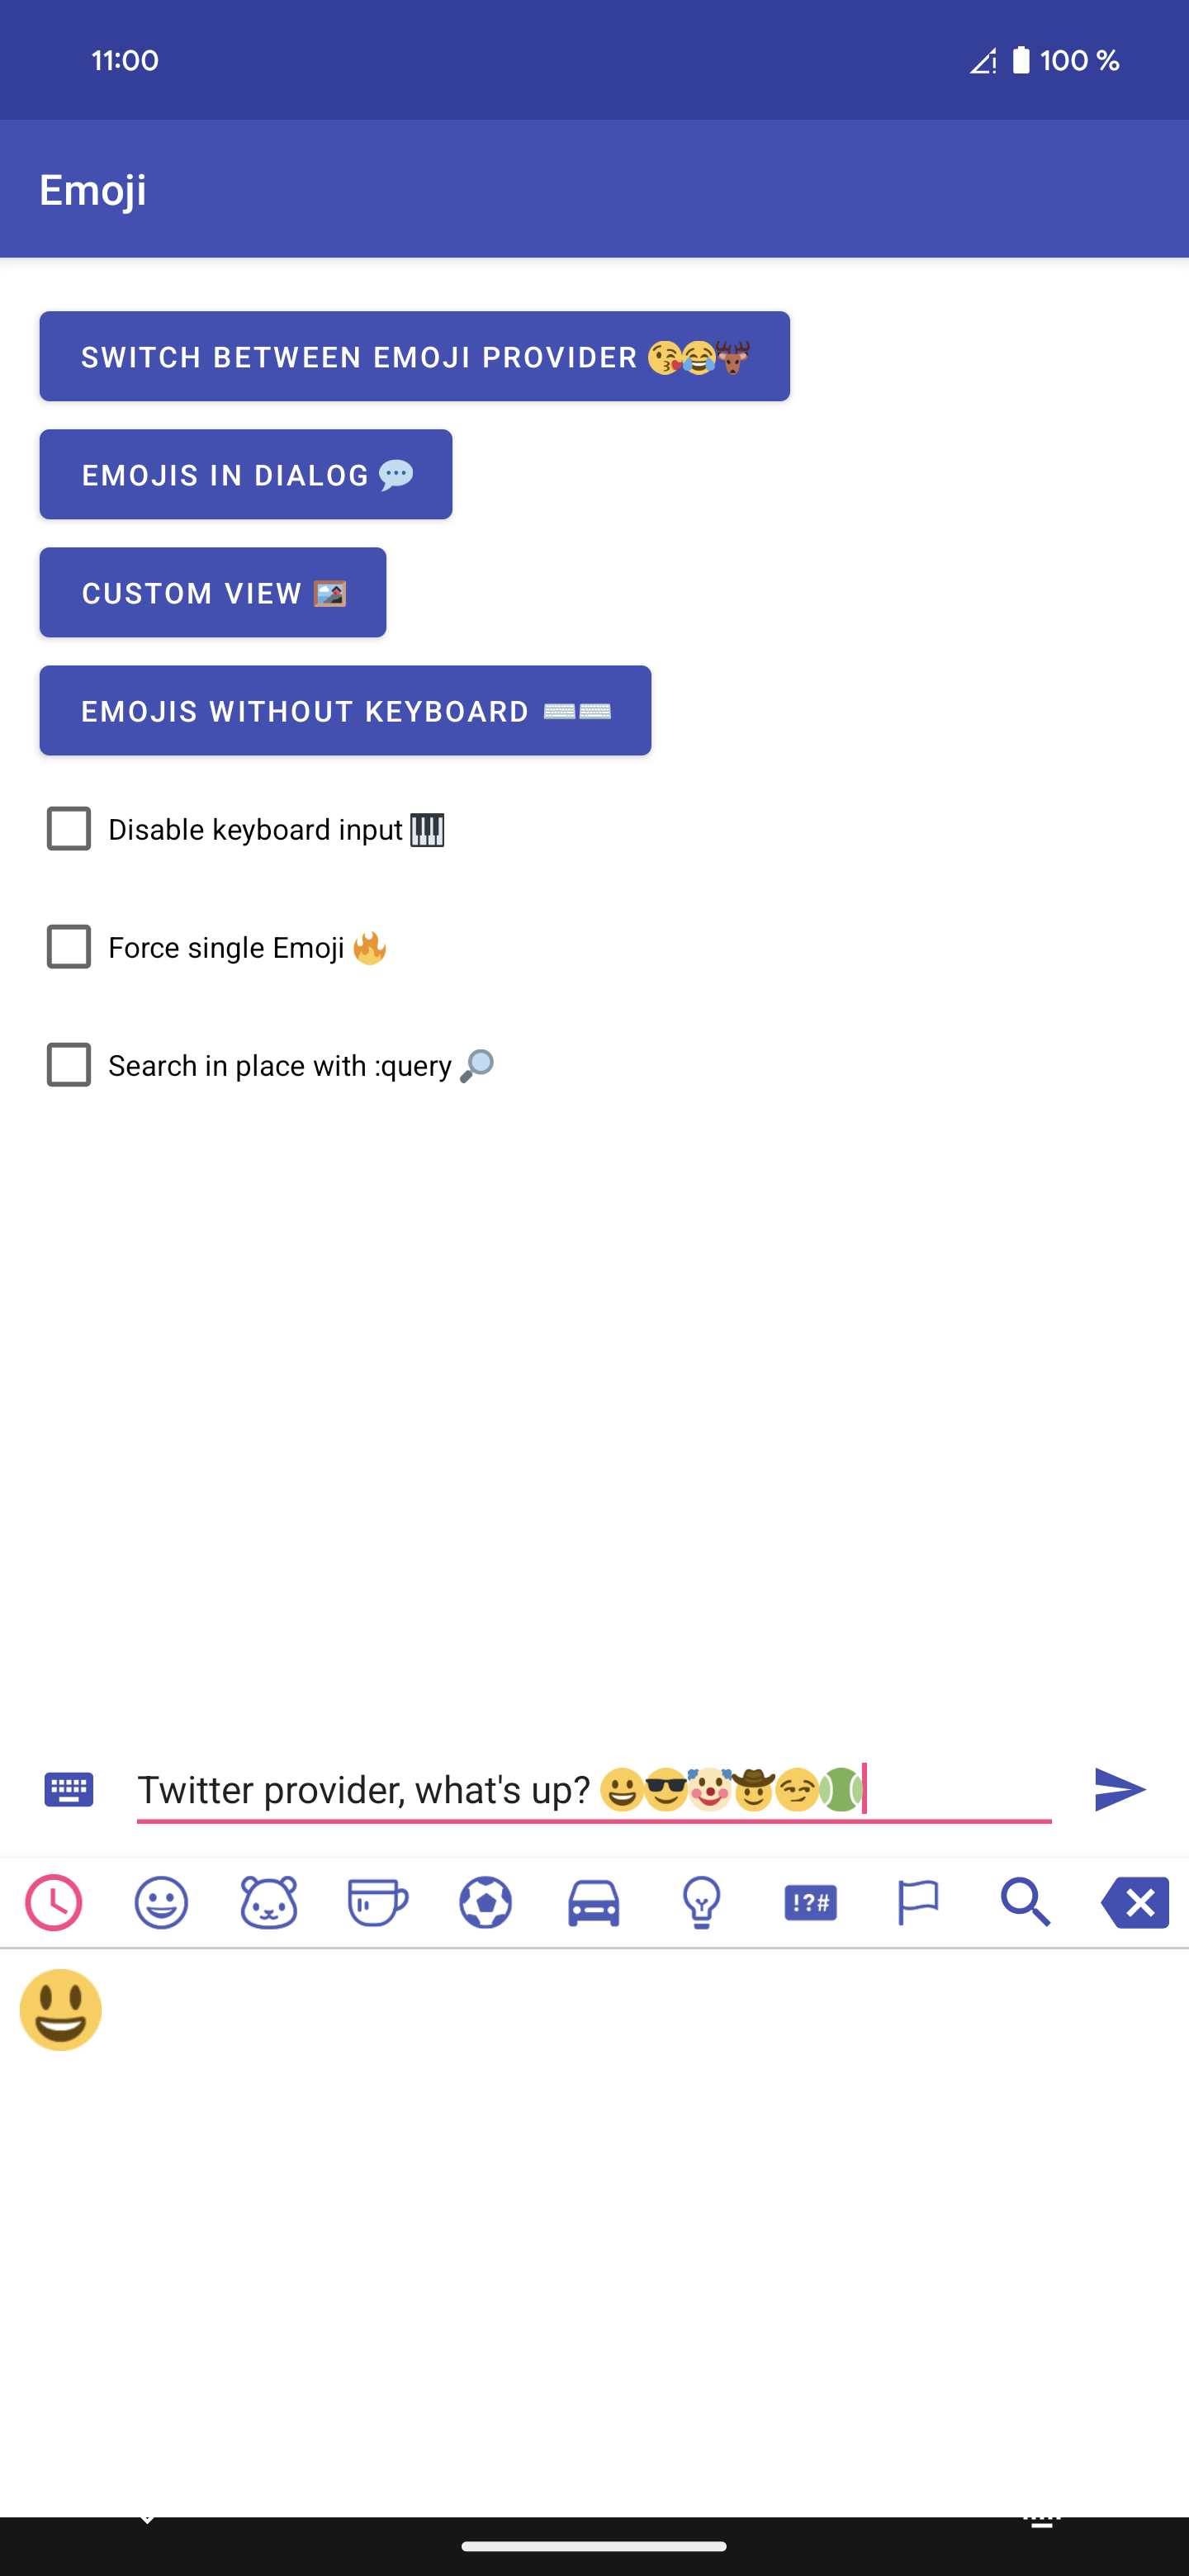 11:00
100 %
Emoji
SWITCH BETWEEN EMOJI PROVIDER 😘😂🐂
EMOJIS IN DIALOG 💬
CUSTOM VIEW 🖼️
EMOJIS WITHOUT KEYBOARD ⌨️⌨️
Disable keyboard input 🎹
Force single Emoji 🔥
Search in place with :query 🔎
Twitter provider, what's up? 😃😎🤡🤠😏🎾
!?#